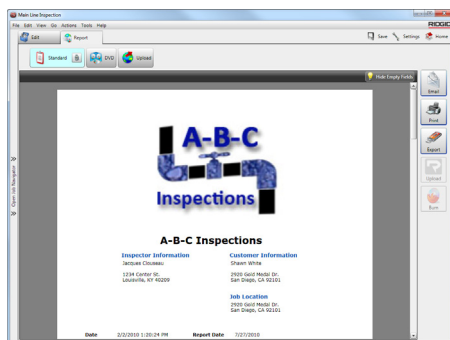 Main Line Inspection
File Edit View Go Actions Tools Help
RIDGID
Edit
Report
Save
Settings
Home
Standard
DVD
Upload
Hide Empty Fields
Email
Print
Export
Upload
Burn
Open Job Navigator
A-B-C
Inspections
A-B-C Inspections
Inspector Information Customer Information
Jacques Clouseau Shawn White
1234 Center St. 2920 Gold Medal Dr.
Louisville, KY 40209 San Diego, CA 92101
Job Location
2920 Gold Medal Dr.
San Diego, CA 92101
Date 2/2/2010 1:20:24 PM Report Date 7/27/2010